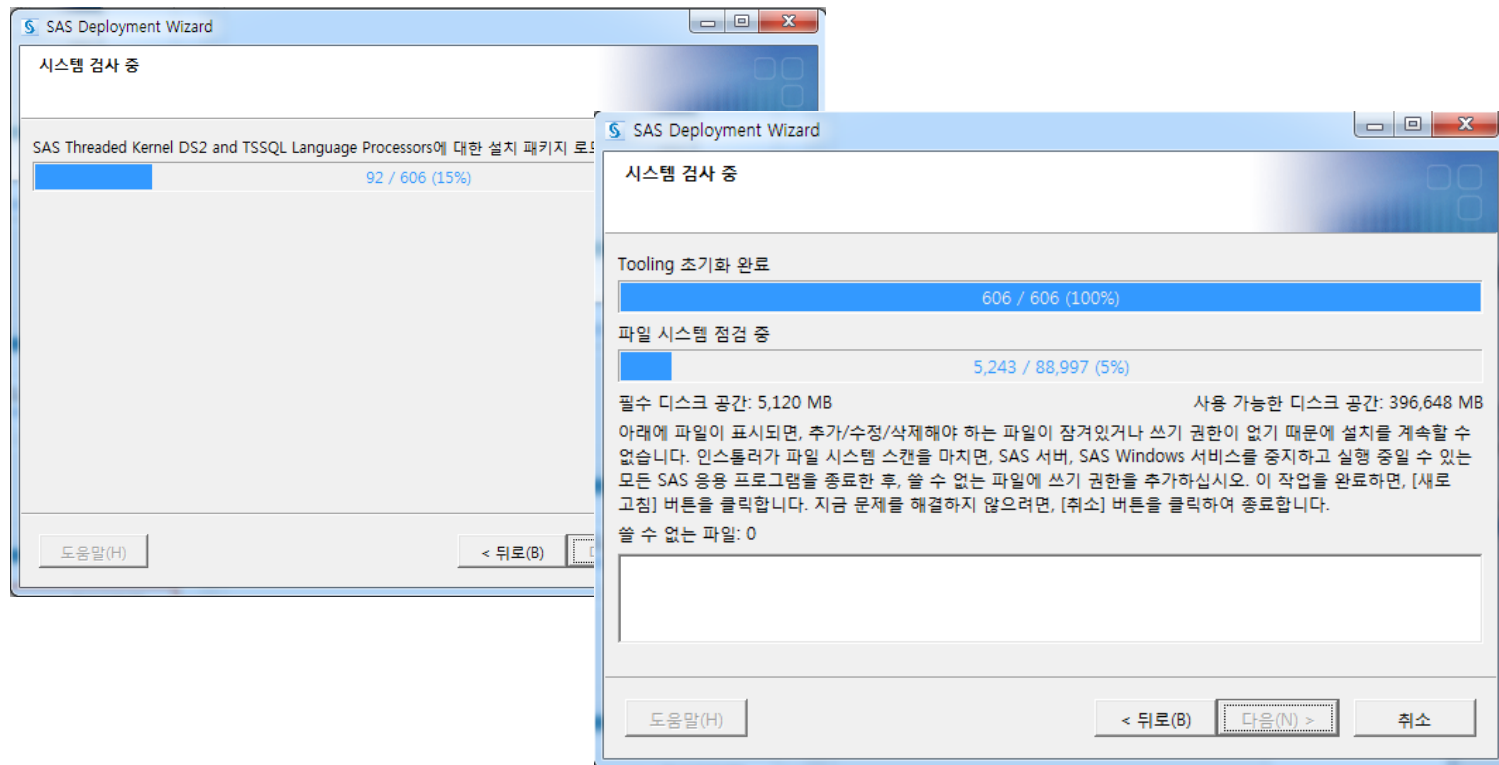 SAS Deployment Wizard
시스템 검사 중
SAS Threaded Kernel DS2 and TSSQL Language Processors에 대한 설치 패키지
92 / 606 (15%)
도움말(H)
< 뒤로(B)
SAS Deployment Wizard
시스템 검사 중
Tooling 초기화 완료
606 / 606 (100%)
파일 시스템 점검 중
5,243 / 88,997 (5%)
필수 디스크 공간: 5,120 MB
사용 가능한 디스크 공간: 396,648 MB
아래에 파일이 표시되면, 추가/수정/삭제해야 하는 파일이 잠겨있거나 쓰기 권한이 없기 때문에 설치를 계속할 수
없습니다. 인스톨러가 파일 시스템 스캔을 마치면, SAS 서버, SAS Windows 서비스를 중지하고 실행 중일 수 있는
모든 SAS 응용 프로그램을 종료한 후, 쓸 수 없는 파일에 쓰기 권한을 추가하십시오. 이 작업을 완료하면, [새로
고침] 버튼을 클릭합니다. 지금 문제를 해결하지 않으려면, [취소] 버튼을 클릭하여 종료합니다.
쓸 수 없는 파일: 0
도움말(H)
< 뒤로(B)
다음(N) >
취소